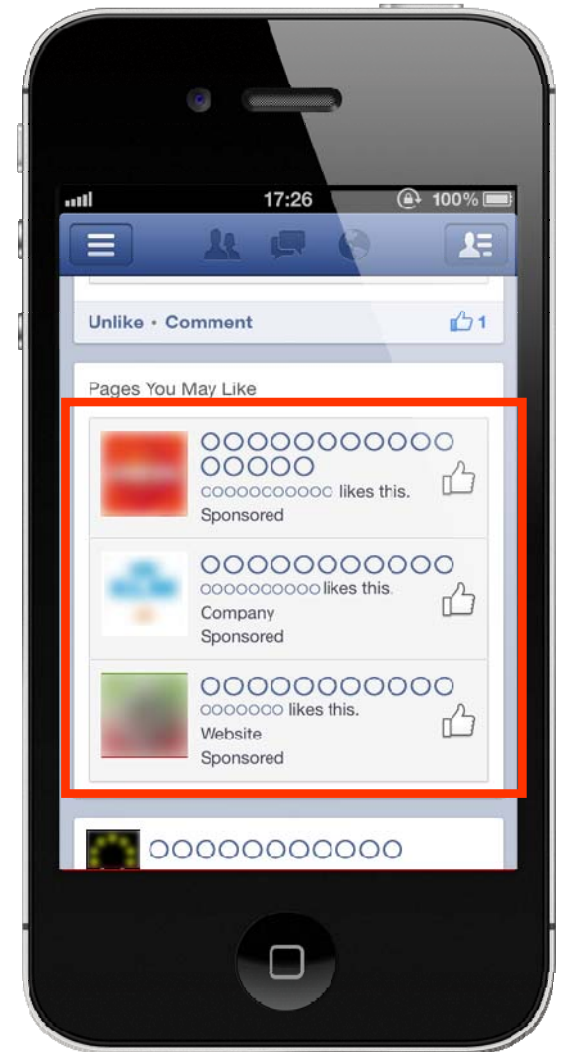 17:26 100%
Unlike · Comment 1
Pages You May Like
○○○○○○○○○○○
○○○○○
○○○○○○○○○○○ likes this.
Sponsored
○○○○○○○○○○○
○○○○○○○○○○○ likes this.
Company
Sponsored
○○○○○○○○○○○
○○○○○○○ likes this.
Website
Sponsored
○○○○○○○○○○○